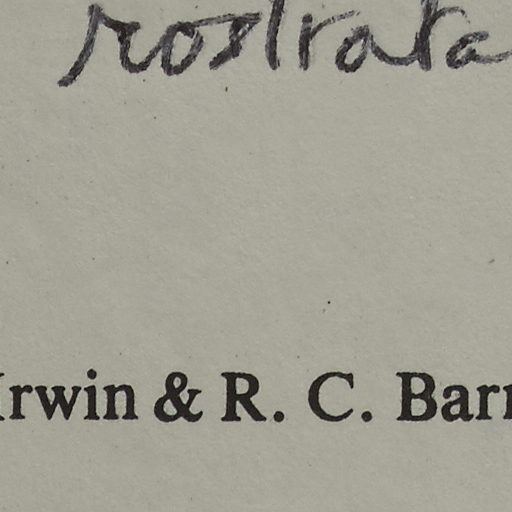 rostrata
Irwin & R. C. Barn